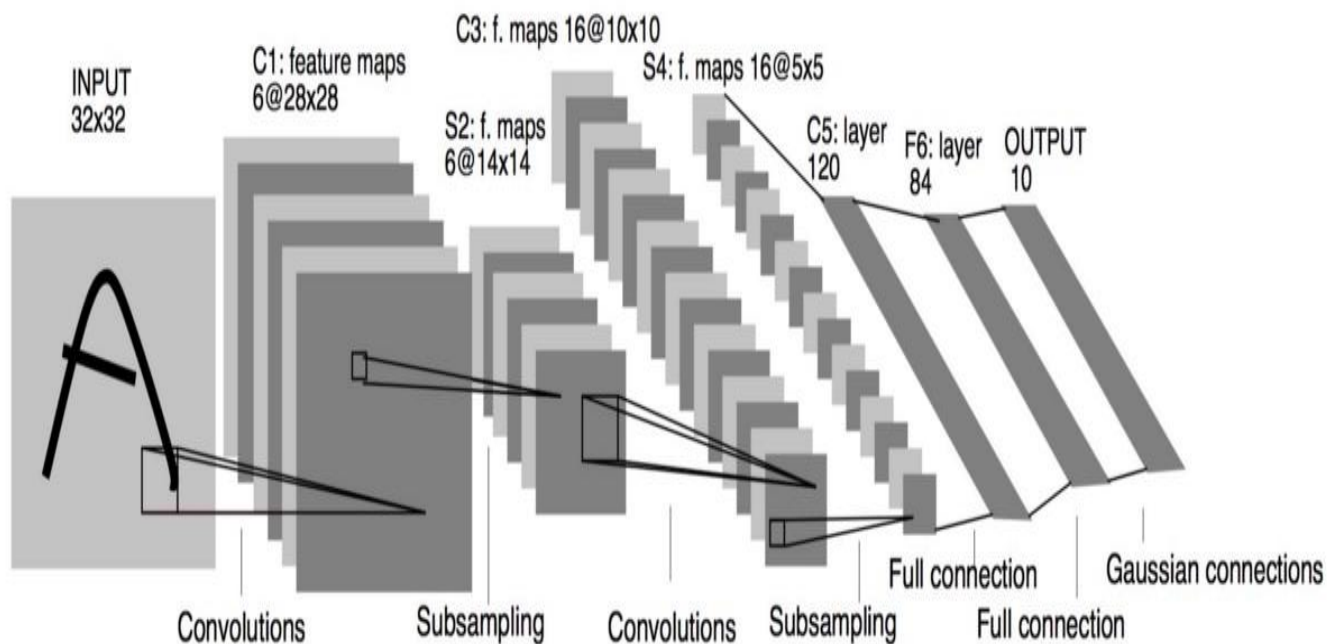 INPUT
32x32
C1: feature maps
6@28x28
S2: f. maps
6@14x14
C3: f. maps 16@10x10
S4: f. maps 16@5x5
C5: layer
120
F6: layer
84
OUTPUT
10
Convolutions
Subsampling
Convolutions
Subsampling
Full connection
Full connection
Gaussian connections